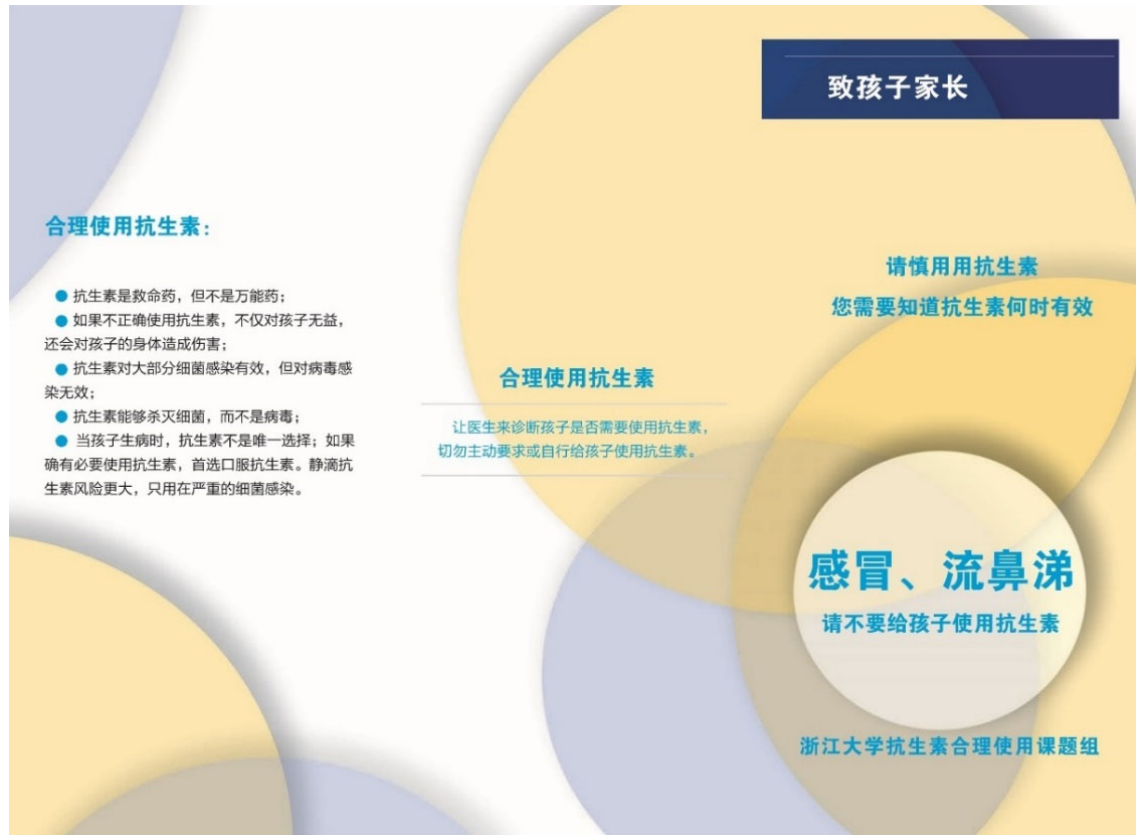 合理使用抗生素：
● 抗生素是救命药，但不是万能药；
● 如果不正确使用抗生素，不仅对孩子无益，
还会对孩子的身体造成伤害；
● 抗生素对大部分细菌感染有效，但对病毒感
染无效；
● 抗生素能够杀灭细菌，而不是病毒；
● 当孩子生病时，抗生素不是唯一选择；如果
确有必要使用抗生素，首选口服抗生素。静滴抗
生素风险更大，只用在严重的细菌感染。
合理使用抗生素
让医生来诊断孩子是否需要使用抗生素，
切勿主动要求或自行给孩子使用抗生素。
致孩子家长
请慎用用抗生素
您需要知道抗生素何时有效
感冒、流鼻涕
请不要给孩子使用抗生素
浙江大学抗生素合理使用课题组